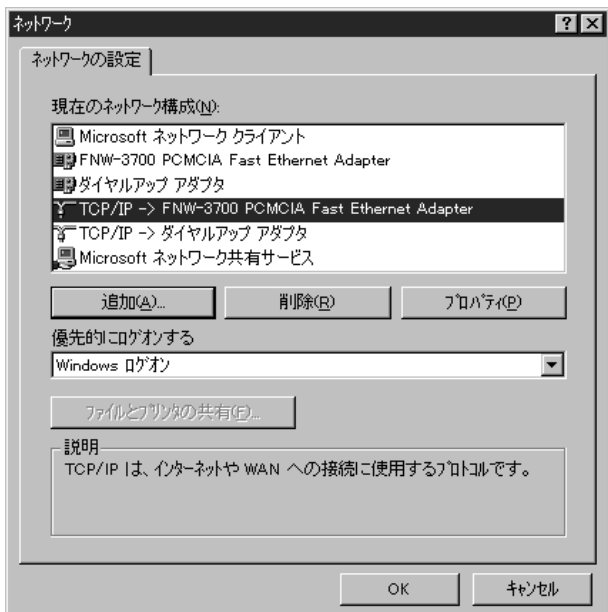 ネットワーク
ネットワークの設定
現在のネットワーク構成(N):
Microsoft ネットワーク クライアント
FNW-3700 PCMCIA Fast Ethernet Adapter
ダイヤルアップ アダプタ
TCP/IP -> FNW-3700 PCMCIA Fast Ethernet Adapter
TCP/IP -> ダイヤルアップ アダプタ
Microsoft ネットワーク共有サービス
追加(A)... 削除(R) プロパティ(P)
優先的にログオンする
Windows ログオン
ファイルとプリンタの共有(F)...
説明
TCP/IP は、インターネットや WAN への接続に使用するプロトコルです。
OK キャンセル